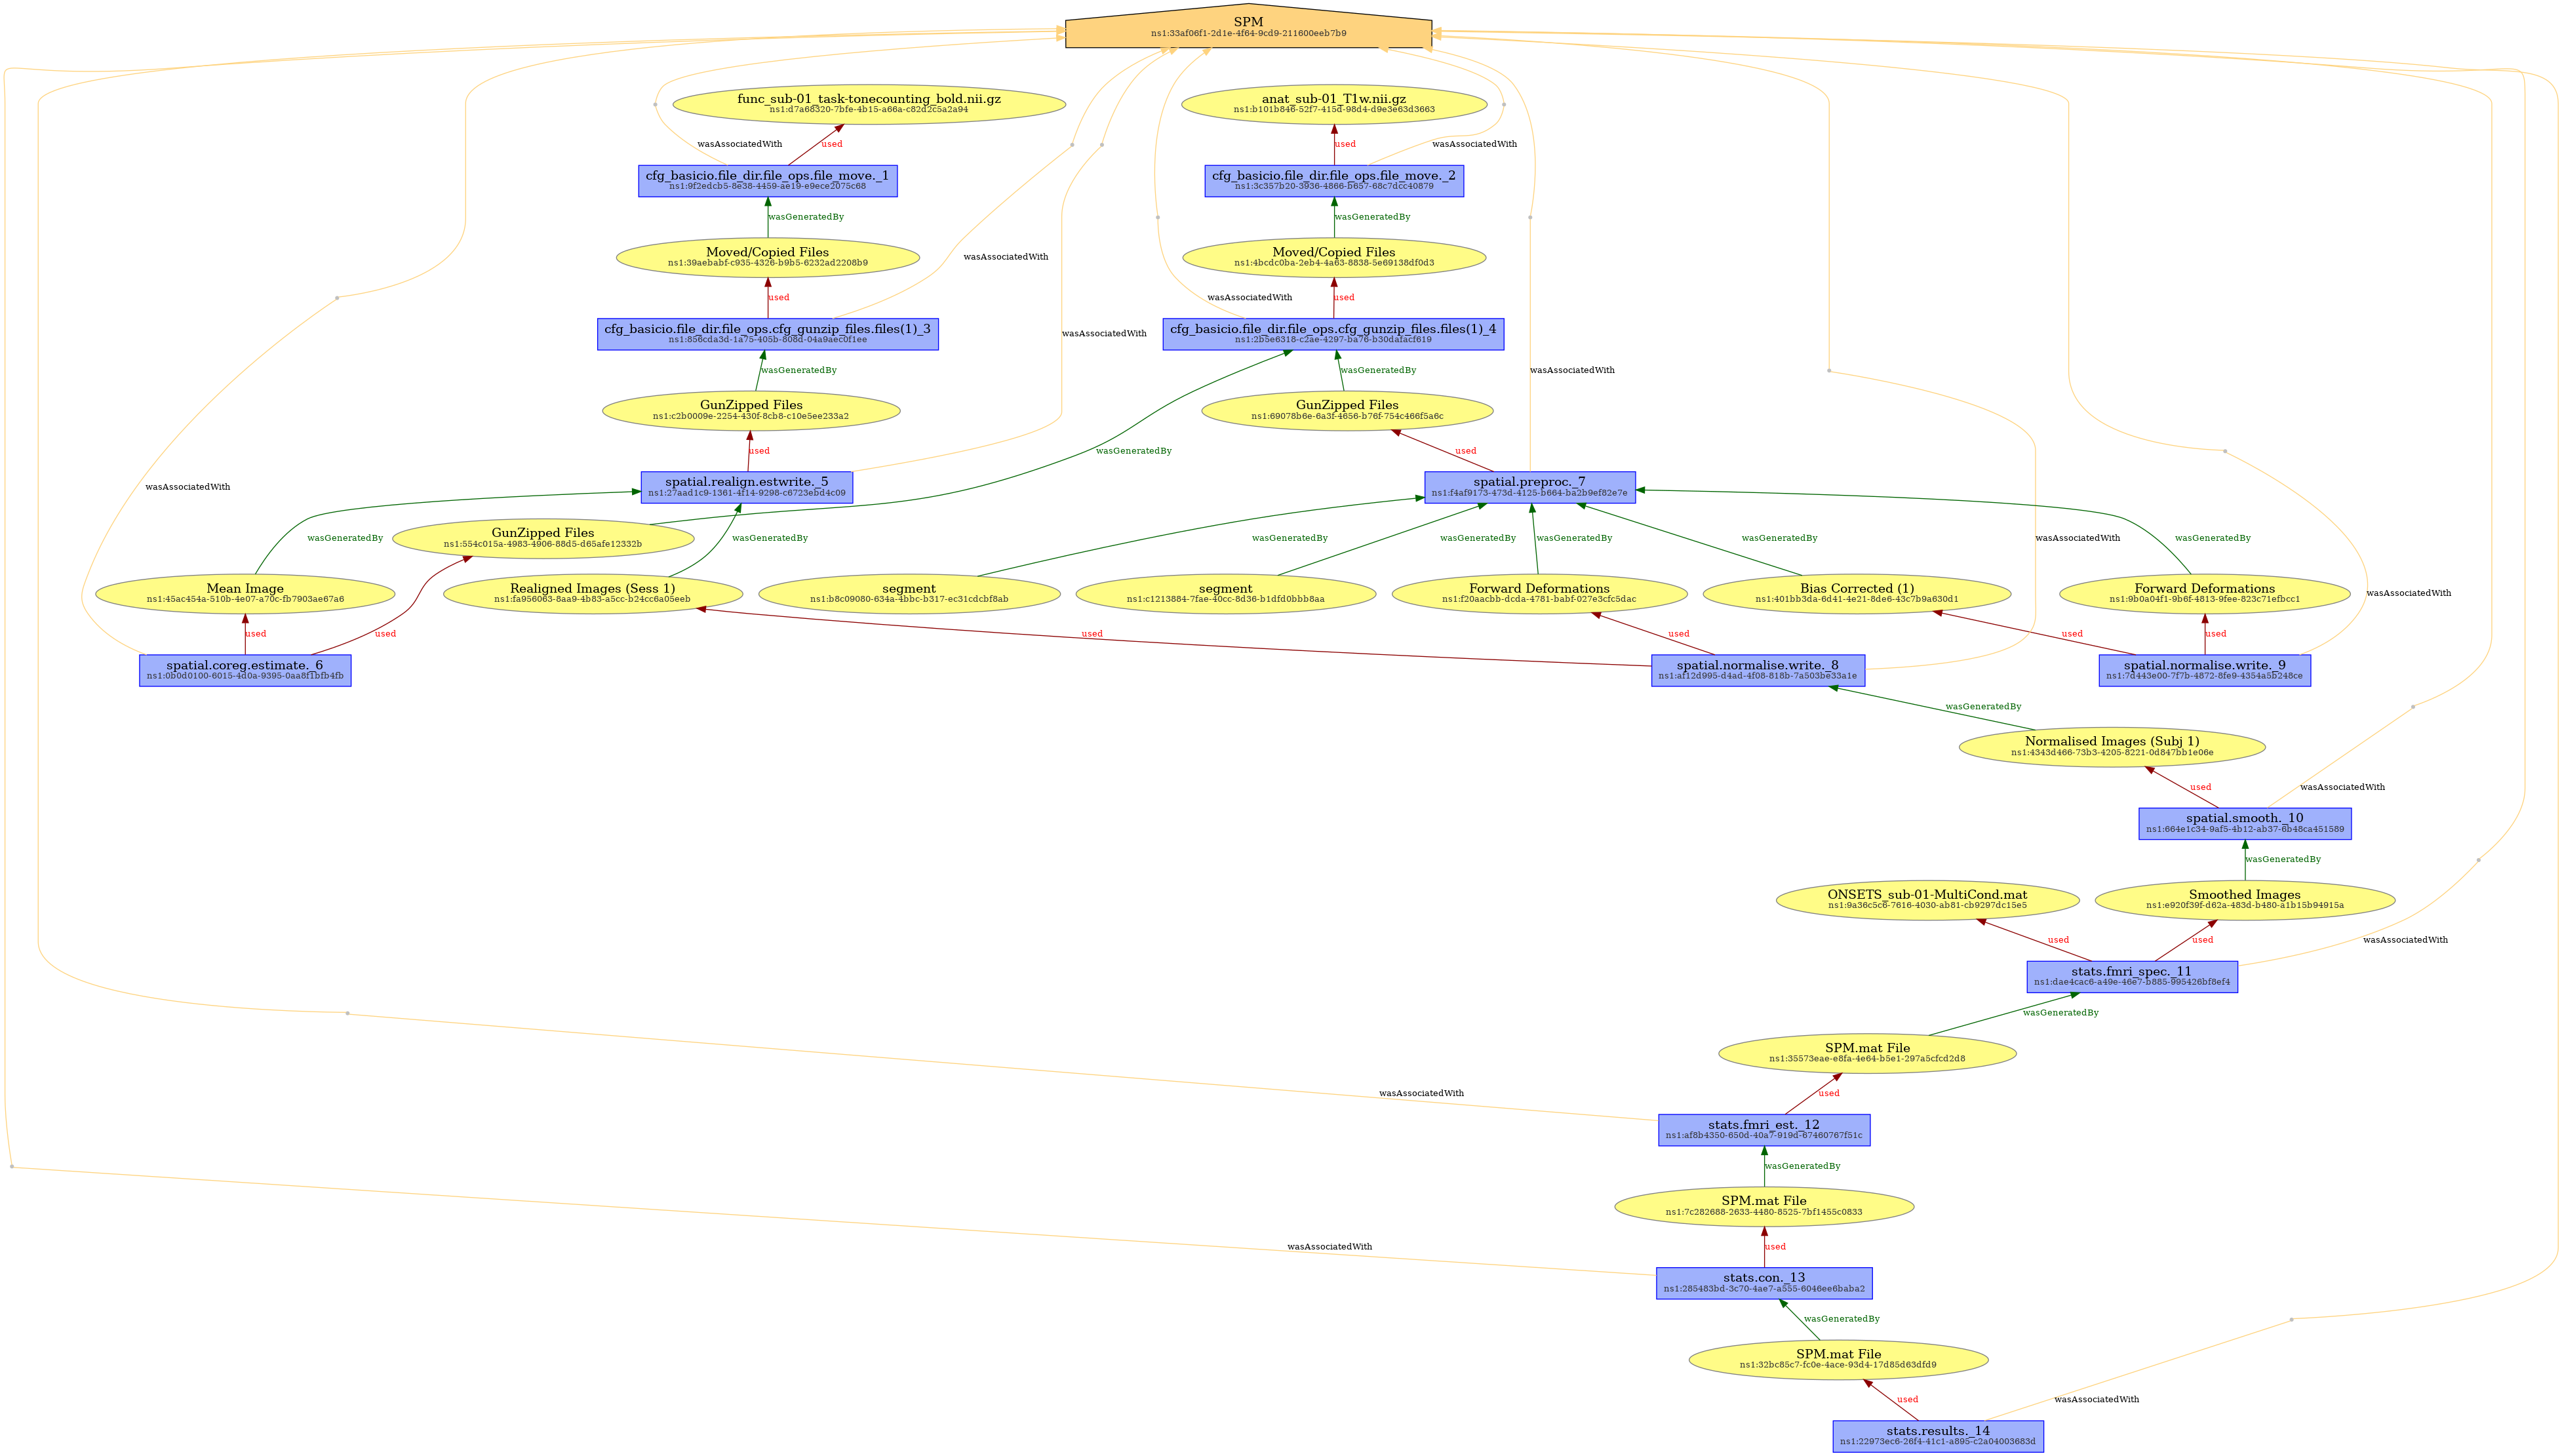 SPM
ns1:33af06f1-2d1e-4f64-9cd9-211600eeb7b9
func_sub-01_task-tonecounting_bold.nii.gz
ns1:d7a68320-7bfe-4b15-a66a-c82d2c5a2a94
anat_sub-01_T1w.nii.gz
ns1:b101b846-52f7-415d-98d4-d9e3e63d3663
wasAssociatedWith
used
used
wasAssociatedWith
cfg_basicio.file_dir.file_ops.file_move._1
ns1:9f2edcb5-8e38-4459-ae19-e9ece2075c68
cfg_basicio.file_dir.file_ops.file_move._2
ns1:3c357b20-3936-4866-b657-68c7dcc40879
wasGeneratedBy
wasGeneratedBy
Moved/Copied Files
ns1:39aebabf-c935-4326-b9b5-6232ad2208b9
wasAssociatedWith
Moved/Copied Files
ns1:4bcdc0ba-2eb4-4a63-8838-5e69138df0d3
used
wasAssociatedWith
used
cfg_basicio.file_dir.file_ops.cfg_gunzip_files.files(1)_3
ns1:856cda3d-1a75-405b-808d-04a9aec0f1ee
wasAssociatedWith
cfg_basicio.file_dir.file_ops.cfg_gunzip_files.files(1)_4
ns1:2b5e6318-c2ae-4297-ba76-b30dafacf619
wasGeneratedBy
wasGeneratedBy
wasAssociatedWith
GunZipped Files
ns1:c2b0009e-2254-430f-8cb8-c10e5ee233a2
GunZipped Files
ns1:69078b6e-6a3f-4656-b76f-754c466f5a6c
used
wasGeneratedBy
used
wasAssociatedWith
spatial.realign.estwrite._5
ns1:27aad1c9-1361-4f14-9298-c6723ebd4c09
spatial.preproc._7
ns1:f4af9173-473d-4125-b664-ba2b9ef82e7e
GunZipped Files
ns1:554c015a-4983-4906-88d5-d65afe12332b
wasGeneratedBy
wasGeneratedBy
wasGeneratedBy
wasGeneratedBy
wasGeneratedBy
wasGeneratedBy
wasAssociatedWith
wasGeneratedBy
Mean Image
ns1:45ac454a-510b-4e07-a70c-fb7903ae67a6
Realigned Images (Sess 1)
ns1:fa956063-8aa9-4b83-a5cc-b24cc6a05eeb
segment
ns1:b8c09080-634a-4bbc-b317-ec31cdcbf8ab
segment
ns1:c1213884-7fae-40cc-8d36-b1dfd0bbb8aa
Forward Deformations
ns1:f20aacbb-dcda-4781-babf-027e3cfc5dac
Bias Corrected (1)
ns1:401bb3da-6d41-4e21-8de6-43c7b9a630d1
Forward Deformations
ns1:9b0a04f1-9b6f-4813-9fee-823c71efbcc1
wasAssociatedWith
used
used
used
used
used
used
spatial.coreg.estimate._6
ns1:0b0d0100-6015-4d0a-9395-0aa8f1bfb4fb
spatial.normalise.write._8
ns1:af12d995-d4ad-4f08-818b-7a503be33a1e
spatial.normalise.write._9
ns1:7d443e00-7f7b-4872-8fe9-4354a5b248ce
wasGeneratedBy
Normalised Images (Subj 1)
ns1:4343d466-73b3-4205-8221-0d847bb1e06e
used
wasAssociatedWith
spatial.smooth._10
ns1:664e1c34-9af5-4b12-ab37-6b48ca451589
wasGeneratedBy
ONSETS_sub-01-MultiCond.mat
ns1:9a36c5c6-7616-4030-ab81-cb9297dc15e5
Smoothed Images
ns1:e920f39f-d62a-483d-b480-a1b15b94915a
used
used
wasAssociatedWith
stats.fmri_spec._11
ns1:dae4cac6-a49e-46e7-b885-995426bf8ef4
wasGeneratedBy
SPM.mat File
ns1:35573eae-e8fa-4e64-b5e1-297a5cfcd2d8
wasAssociatedWith
used
stats.fmri_est._12
ns1:af8b4350-650d-40a7-919d-67460767f51c
wasGeneratedBy
SPM.mat File
ns1:7c282688-2633-4480-8525-7bf1455c0833
wasAssociatedWith
used
stats.con._13
ns1:285483bd-3c70-4ae7-a555-6046ee6baba2
wasGeneratedBy
SPM.mat File
ns1:32bc85c7-fc0e-4ace-93d4-17d85d63dfd9
used
wasAssociatedWith
stats.results._14
ns1:22973ec6-26f4-41c1-a895-c2a04003683d